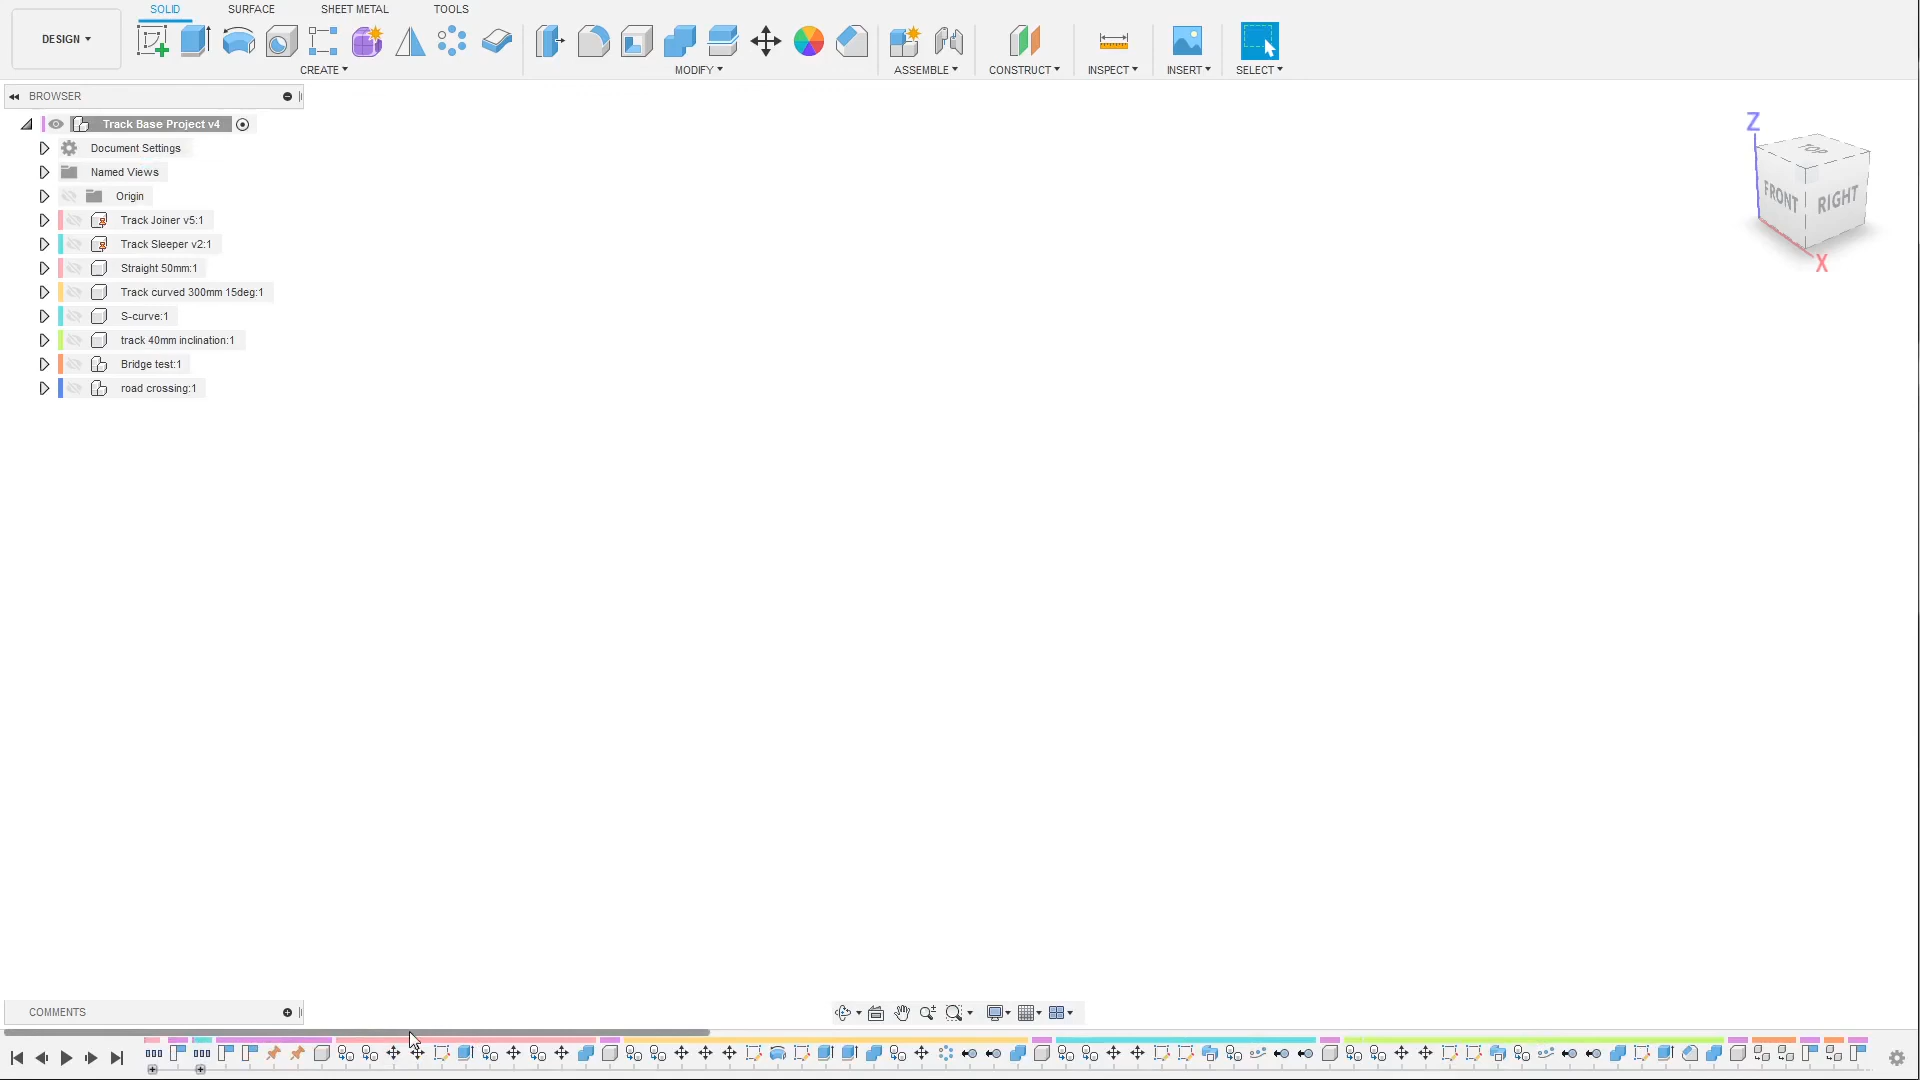 SOLID SURFACE SHEET METAL TOOLS
DESIGN
CREATE MODIFY ASSEMBLE CONSTRUCT INSPECT INSERT SELECT
BROWSER
Track Base Project v4
Document Settings
Named Views
Origin
Track Joiner v5:1
Track Sleeper v2:1
Straight 50mm:1
Track curved 300mm 15deg:1
S-curve:1
track 40mm inclination:1
Bridge test:1
road crossing:1
Z
TOP
FRONT RIGHT
X
COMMENTS